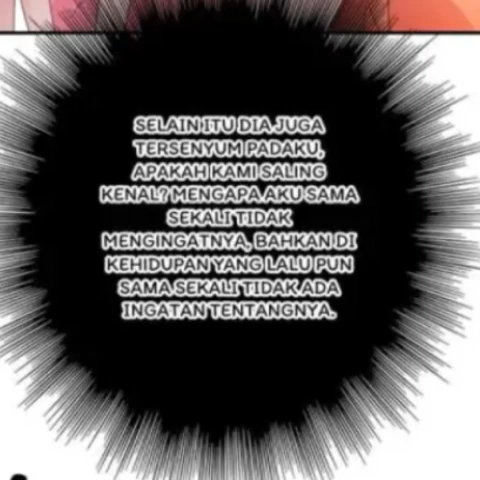 SELAIN ITU DIA JUGA
TERSENYUM PADAKU,
APAKAH KAMI SALING
KENAL? MENGAPA AKU SAMA
SEKALI TIDAK
MENGINGATNYA, BAHKAN DI
KEHIDUPAN YANG LALU PUN
SAMA SEKALI TIDAK ADA
INGATAN TENTANGNYA.